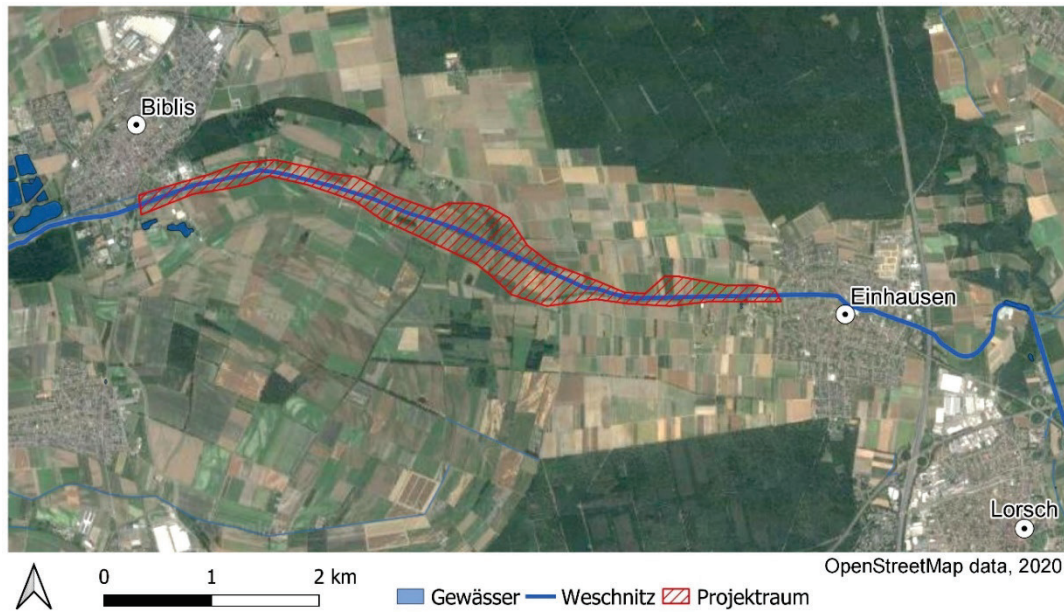 Biblis
Einhausen
Lorsch
OpenStreetMap data, 2020
0 1 2 km
Gewässer Weschnitz Projektraum